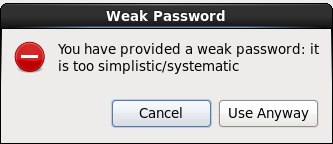 Weak Password
You have provided a weak password: it
is too simplistic/systematic
Cancel
Use Anyway